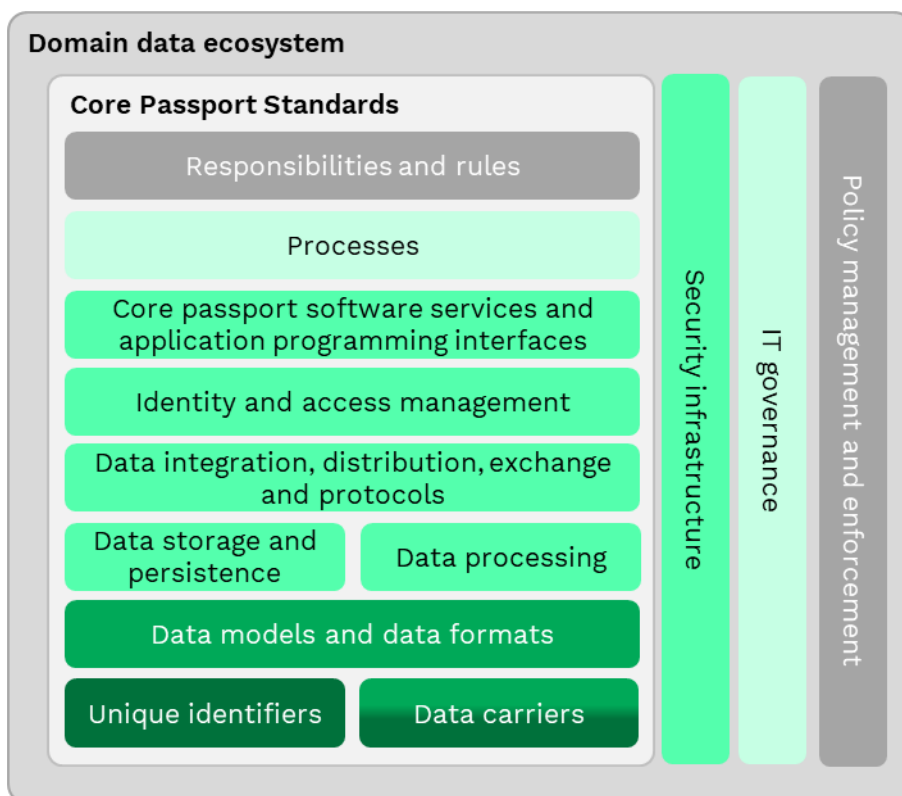 Domain data ecosystem
Core Passport Standards
Responsibilities and rules
Processes
Core passport software services and
application programming interfaces
Identity and access management
Data integration, distribution, exchange
and protocols
Data storage and
persistence
Data processing
Data models and data formats
Unique identifiers
Data carriers
Security infrastructure
IT governance
Policy management and enforcement